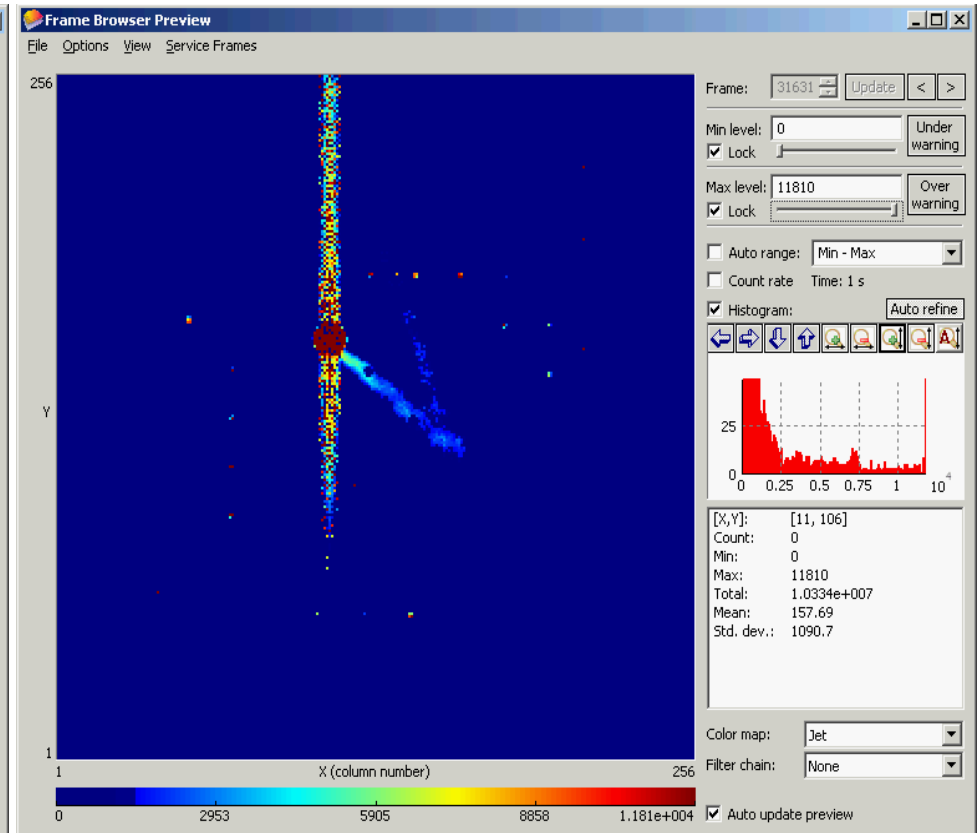 Frame Browser Preview
File Options View Service Frames
256
Y
1
1 X (column number) 256
0 2953 5905 8858 1.181e+004
Frame: 31631 Update < >
Min level: 0 Under warning
Lock
Max level: 11810 Over warning
Lock
Auto range: Min - Max
Count rate Time: 1 s
Histogram: Auto refine
A
25
0
0 0.25 0.5 0.75 1 10 4
[X,Y]: [11, 106]
Count: 0
Min: 0
Max: 11810
Total: 1.0334e+007
Mean: 157.69
Std. dev.: 1090.7
Color map: Jet
Filter chain: None
Auto update preview